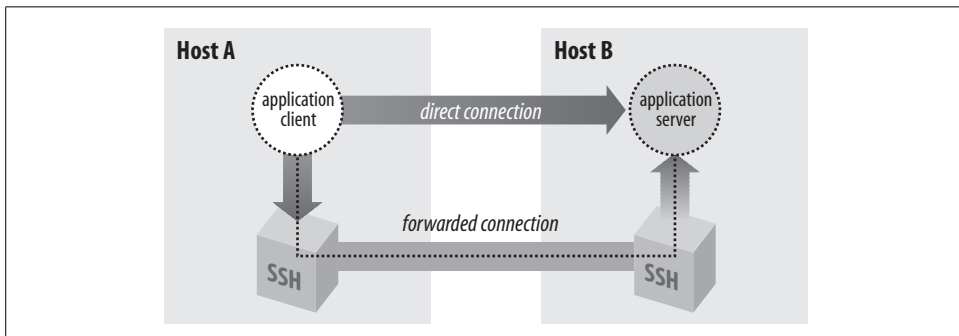 Host A
Host B
application
client
direct connection
application
server
forwarded connection
SSH
SSH